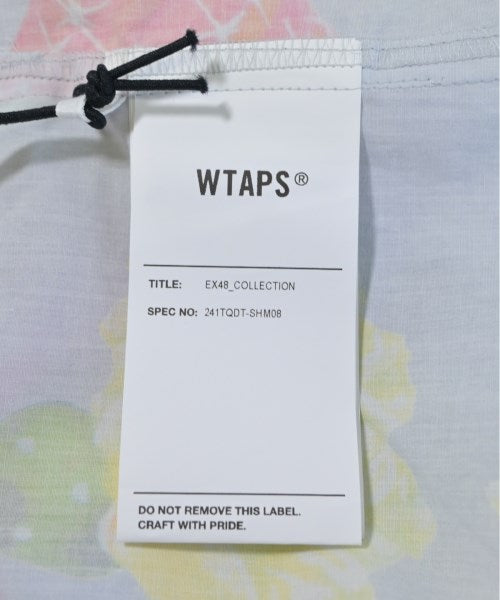 WTAPS®
TITLE: EX48_COLLECTION
SPEC NO: 241TQDT-SHM08
DO NOT REMOVE THIS LABEL.
CRAFT WITH PRIDE.